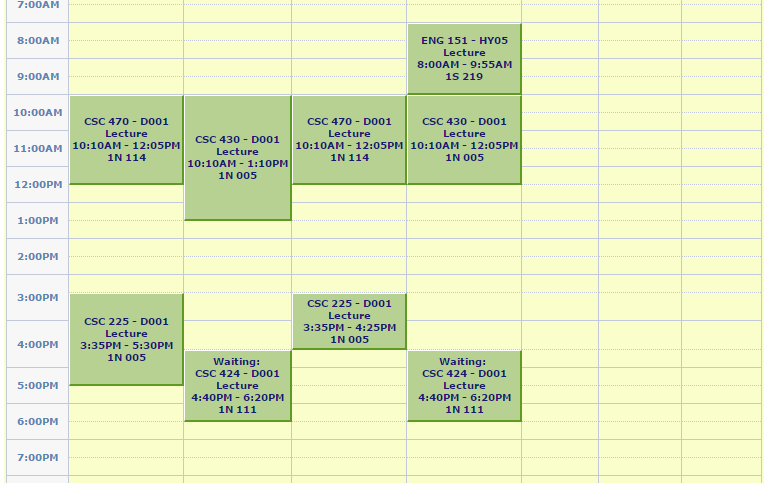 7:00AM
8:00AM
9:00AM
10:00AM
11:00AM
12:00PM
1:00PM
2:00PM
3:00PM
4:00PM
5:00PM
6:00PM
7:00PM
CSC 470 - D001
Lecture
10:10AM - 12:05PM
1N 114
CSC 225 - D001
Lecture
3:35PM - 5:30PM
1N 005
CSC 430 - D001
Lecture
10:10AM - 1:10PM
1N 005
Waiting:
CSC 424 - D001
Lecture
4:40PM - 6:20PM
1N 111
CSC 470 - D001
Lecture
10:10AM - 12:05PM
1N 114
CSC 225 - D001
Lecture
3:35PM - 4:25PM
1N 005
ENG 151 - HY05
Lecture
8:00AM - 9:55AM
1S 219
CSC 430 - D001
Lecture
10:10AM - 12:05PM
1N 005
Waiting:
CSC 424 - D001
Lecture
4:40PM - 6:20PM
1N 111